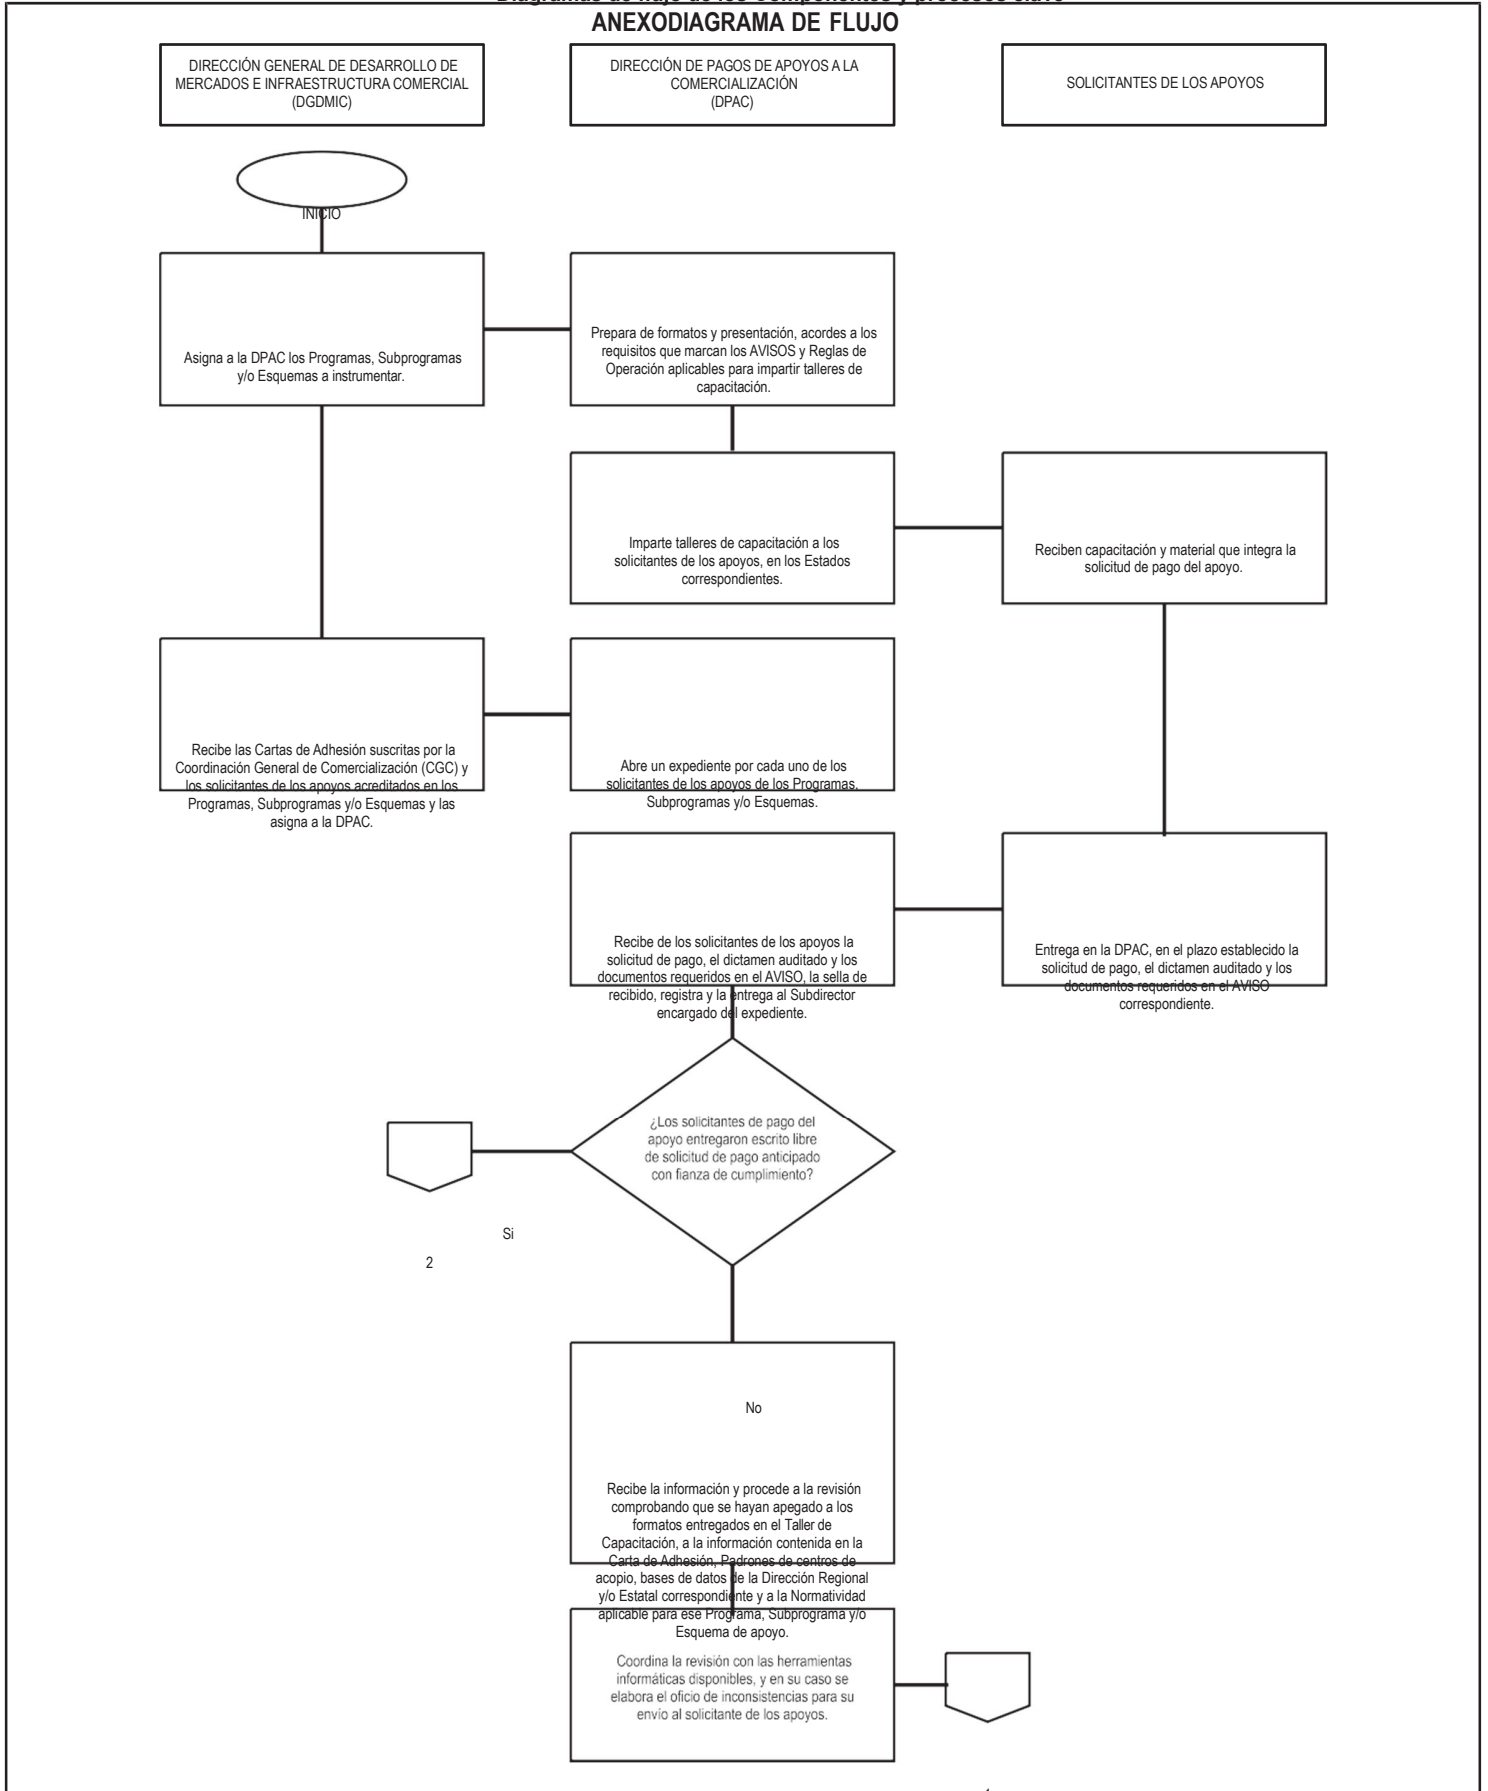 Diagramas de flujo de los Componentes y procesos clave
ANEXODIAGRAMA DE FLUJO
DIRECCIÓN GENERAL DE DESARROLLO DE
MERCADOS E INFRAESTRUCTURA COMERCIAL
(DGDMIC)
DIRECCIÓN DE PAGOS DE APOYOS A LA
COMERCIALIZACIÓN
(DPAC)
SOLICITANTES DE LOS APOYOS
INICIO
Asigna a la DPAC los Programas, Subprogramas
y/o Esquemas a instrumentar.
Prepara de formatos y presentación, acordes a los
requisitos que marcan los AVISOS y Reglas de
Operación aplicables para impartir talleres de
capacitación.
Imparte talleres de capacitación a los
solicitantes de los apoyos, en los Estados
correspondientes.
Reciben capacitación y material que integra la
solicitud de pago del apoyo.
Recibe las Cartas de Adhesión suscritas por la
Coordinación General de Comercialización (CGC) y
los solicitantes de los apoyos acreditados en los
Programas, Subprogramas y/o Esquemas y las
asigna a la DPAC.
Abre un expediente por cada uno de los
solicitantes de los apoyos de los Programas,
Subprogramas y/o Esquemas.
Recibe de los solicitantes de los apoyos la
solicitud de pago, el dictamen auditado y los
documentos requeridos en el AVISO, la sella de
recibido, registra y la entrega al Subdirector
encargado del expediente.
Entrega en la DPAC, en el plazo establecido la
solicitud de pago, el dictamen auditado y los
documentos requeridos en el AVISO
correspondiente.
¿Los solicitantes de pago del
apoyo entregaron escrito libre
de solicitud de pago anticipado
con fianza de cumplimiento?
Si
2
No
Recibe la información y procede a la revisión
comprobando que se hayan apegado a los
formatos entregados en el Taller de
Capacitación, a la información contenida en la
Carta de Adhesión, Padrones de centros de
acopio, bases de datos de la Dirección Regional
y/o Estatal correspondiente y a la Normatividad
aplicable para ese Programa, Subprograma y/o
Esquema de apoyo.
Coordina la revisión con las herramientas
informáticas disponibles, y en su caso se
elabora el oficio de inconsistencias para su
envío al solicitante de los apoyos.